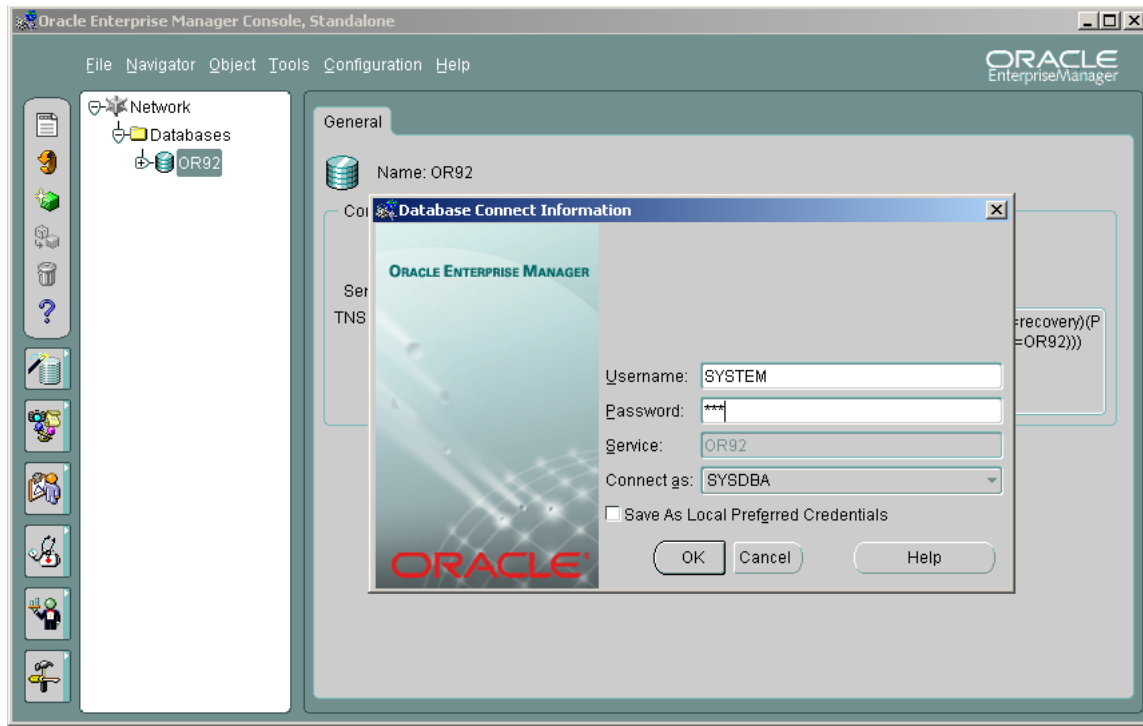 Oracle Enterprise Manager Console, Standalone
File Navigator Object Tools Configuration Help
ORACLE
EnterpriseManager
Network
Databases
OR92
General
Name: OR92
Database Connect Information
ORACLE ENTERPRISE MANAGER
Ser
TNS
=recovery)(P
=OR92)))
Username: SYSTEM
Password: ***
Service: OR92
Connect as: SYSDBA
Save As Local Preferred Credentials
OK Cancel Help
ORACLE